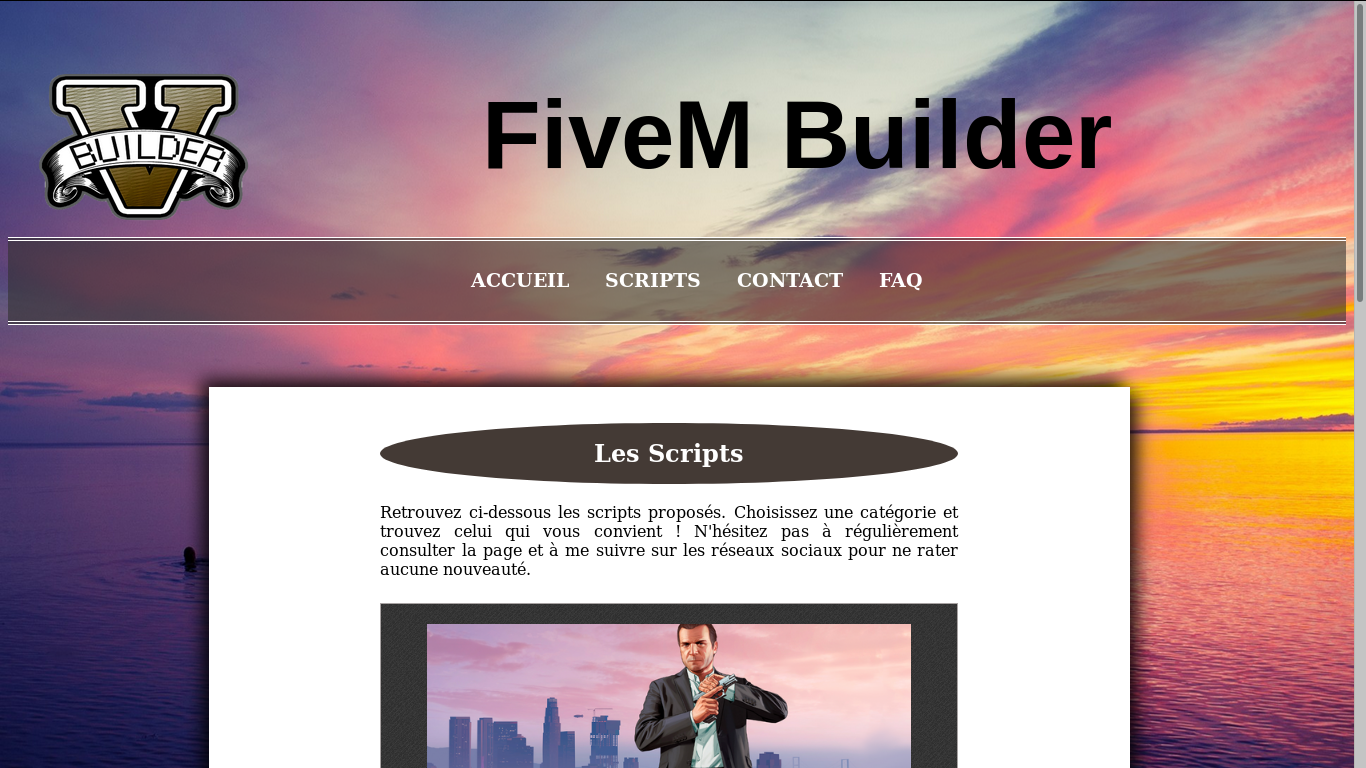 BUILDER
FiveM Builder
ACCUEIL SCRIPTS CONTACT FAQ
Les Scripts
Retrouvez ci-dessous les scripts proposés. Choisissez une catégorie et
trouvez celui qui vous convient ! N'hésitez pas à régulièrement
consulter la page et à me suivre sur les réseaux sociaux pour ne rater
aucune nouveauté.